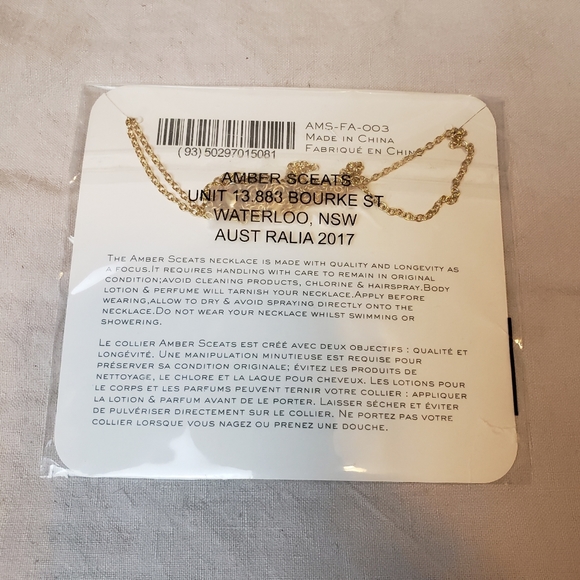 AMS-FA-003
MADE IN CHINA
FABRIQUÉ EN CHINE
(93) 50297015081
AMBER SCEATS
UNIT 13.883 BOURKE ST
WATERLOO, NSW
AUST RALIA 2017
THE AMBER SCEATS NECKLACE IS MADE WITH QUALITY AND LONGEVITY AS
A FOCUS.IT REQUIRES HANDLING WITH CARE TO REMAIN IN ORIGINAL
CONDITION;AVOID CLEANING PRODUCTS, CHLORINE & HAIRSPRAY.BODY
LOTION & PERFUME WILL TARNISH YOUR NECKLACE.APPLY BEFORE
WEARING,ALLOW TO DRY & AVOID SPRAYING DIRECTLY ONTO THE
NECKLACE.DO NOT WEAR YOUR NECKLACE WHILST SWIMMING OR
SHOWERING.
LE COLLIER AMBER SCEATS EST CRÉÉ AVEC DEUX OBJECTIFS : QUALITÉ ET
LONGÉVITÉ. UNE MANIPULATION MINUTIEUSE EST REQUISE POUR
PRÉSERVER SA CONDITION ORIGINALE; ÉVITEZ LES PRODUITS DE
NETTOYAGE, LE CHLORE ET LA LAQUE POUR CHEVEUX. LES LOTIONS POUR
LE CORPS ET LES PARFUMS PEUVENT TERNIR VOTRE COLLIER : APPLIQUER
LA LOTION & PARFUM AVANT DE LE PORTER. LAISSER SÉCHER ET ÉVITER
DE PULVÉRISER DIRECTEMENT SUR LE COLLIER. NE PORTEZ PAS VOTRE
COLLIER LORSQUE VOUS NAGEZ OU PRENEZ UNE DOUCHE.